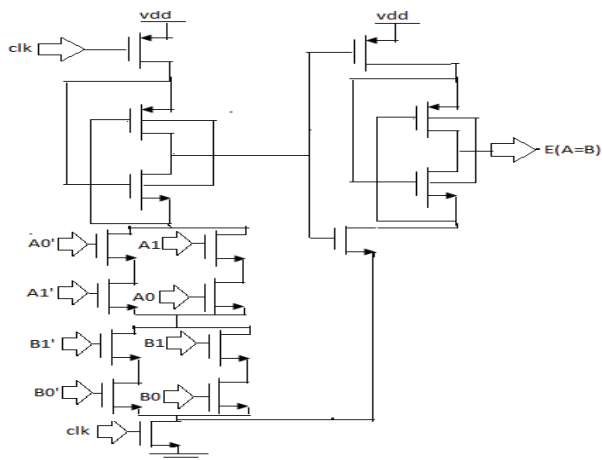 vdd
vdd
clk
E(A=B)
A0'
A1
A1'
A0
B1'
B1
B0'
B0
clk